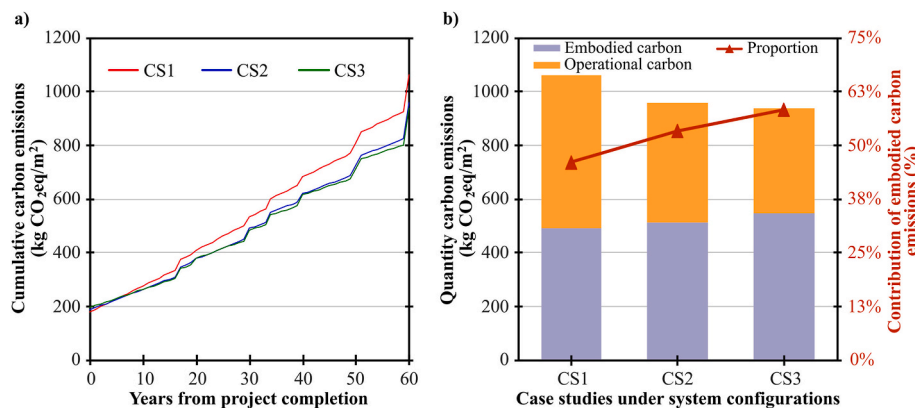 a)
1200
1000
800
600
400
200
0
CS1 CS2 CS3
Cumulative carbon emissions
(kg CO₂eq/m²)
0 10 20 30 40 50 60
Years from project completion
b)
1200
1000
800
600
400
200
0
Embodied carbon
Operational carbon
Proportion
Quantity carbon emissions
(kg CO₂eq/m²)
75%
63%
50%
38%
25%
13%
0%
Contribution of embodied carbon
emissions (%)
CS1 CS2 CS3
Case studies under system configurations